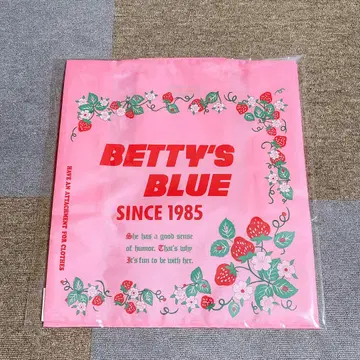 BETTY'S
BLUE
SINCE 1985
She has a good sense
of humor. That's why
It's fun to be with her.
HAVE AN ATTACHMENT FOR CLOTHES